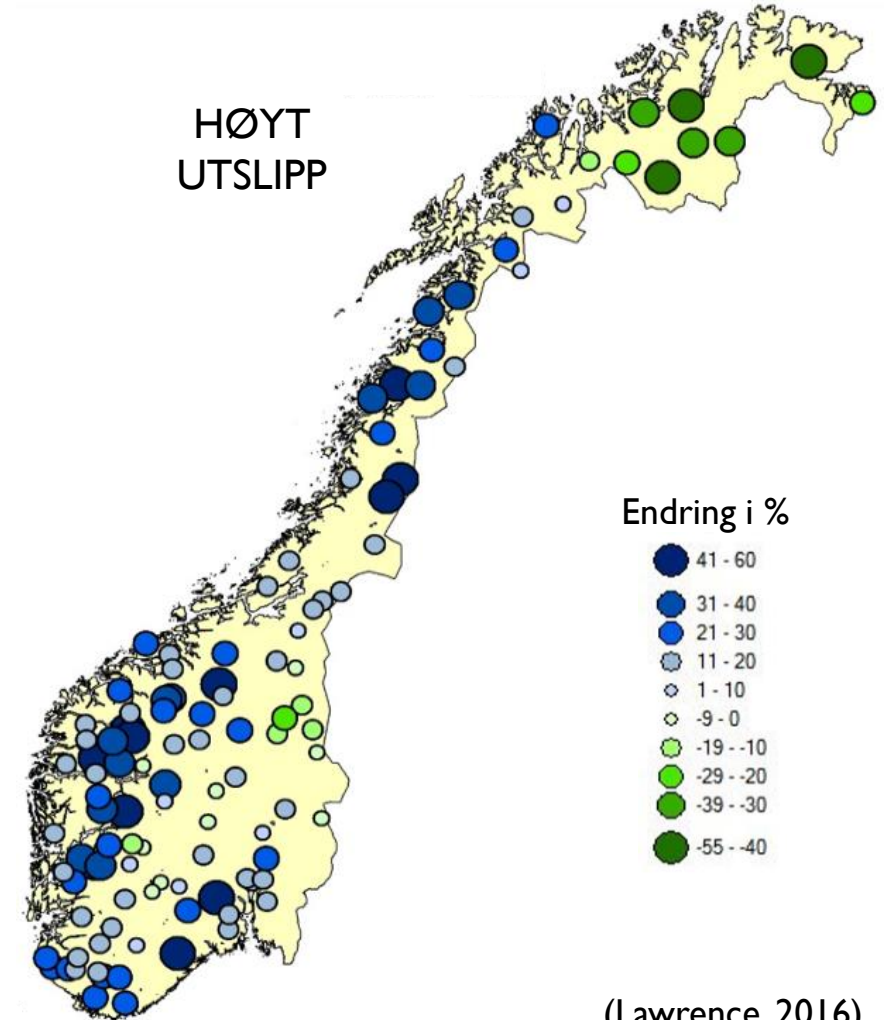 HØYT
UTSLIPP
Endring i %
41 - 60
31 - 40
21 - 30
11 - 20
1 - 10
-9 - 0
-19 - -10
-29 - -20
-39 - -30
-55 - -40
(Lawrence, 2016)